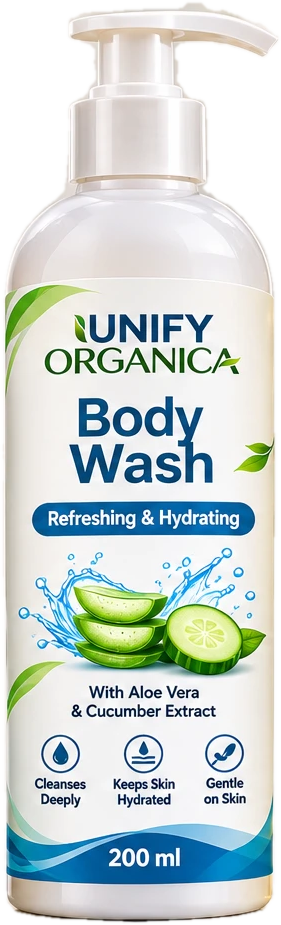 UNIFY
ORGANICA
Body
Wash
Refreshing & Hydrating
With Aloe Vera
& Cucumber Extract
Cleanses
Deeply
Keeps Skin
Hydrated
Gentle
on Skin
200 ml